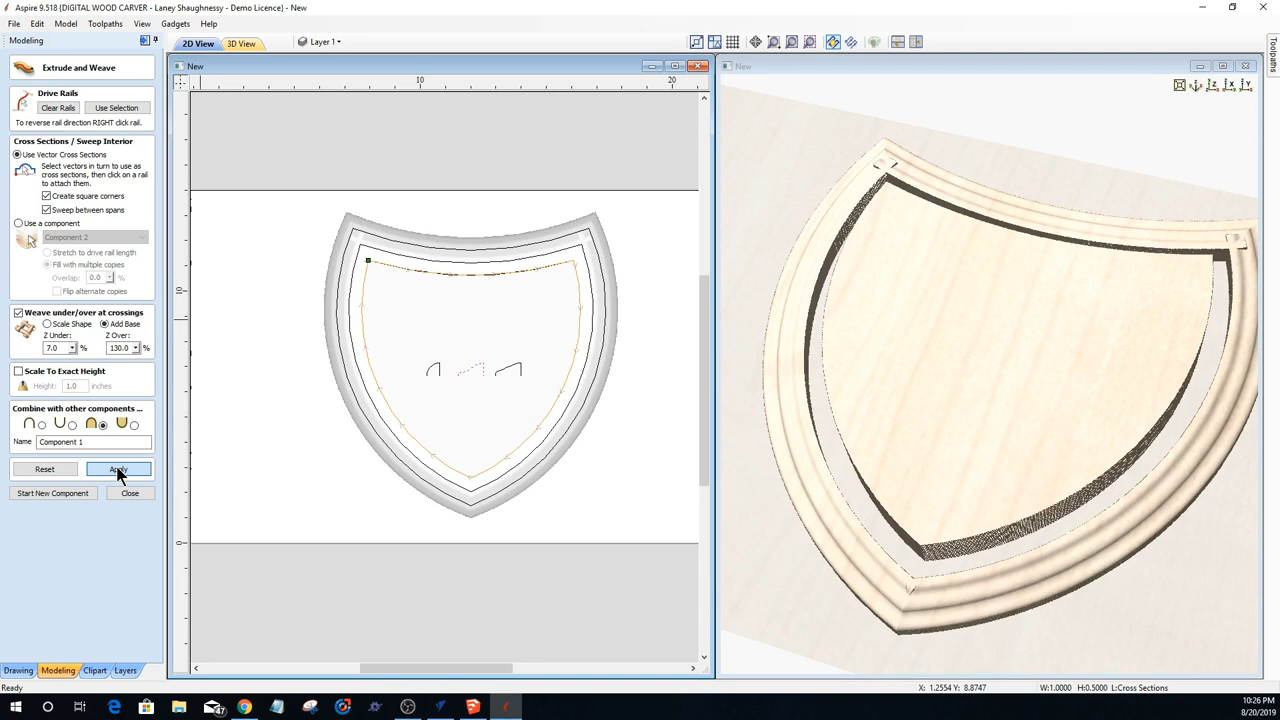 Aspire 9.518 {DIGITAL WOOD CARVER - Laney Shaughnessy - Demo Licence} - New
File Edit Model Toolpaths View Gadgets Help
Modeling
2D View 3D View Layer 1
Toolpaths
New
New
Extrude and Weave
Drive Rails
Clear Rails Use Selection
To reverse rail direction RIGHT click rail.
Cross Sections / Sweep Interior
Use Vector Cross Sections
Select vectors in turn to use as
cross sections, then click on a rail
to attach them.
Create square corners
Sweep between spans
Use a component
Component 2
Stretch to drive rail length
Fill with multiple copies
Overlap: 0.0 %
Flip alternate copies
Weave under/over at crossings
Scale Shape Add Base
Z Under: Z Over:
7.0 % 130.0 %
Scale To Exact Height
Height: 1.0 inches
Combine with other components ...
Name Component 1
Reset Apply
Start New Component Close
10 20
10
0
Z X Y
Drawing Modeling Clipart Layers
Ready
X: 1.2554 Y: 8.8747 W:1.0000 H:0.5000 L:Cross Sections
47
10:26 PM
8/20/2019